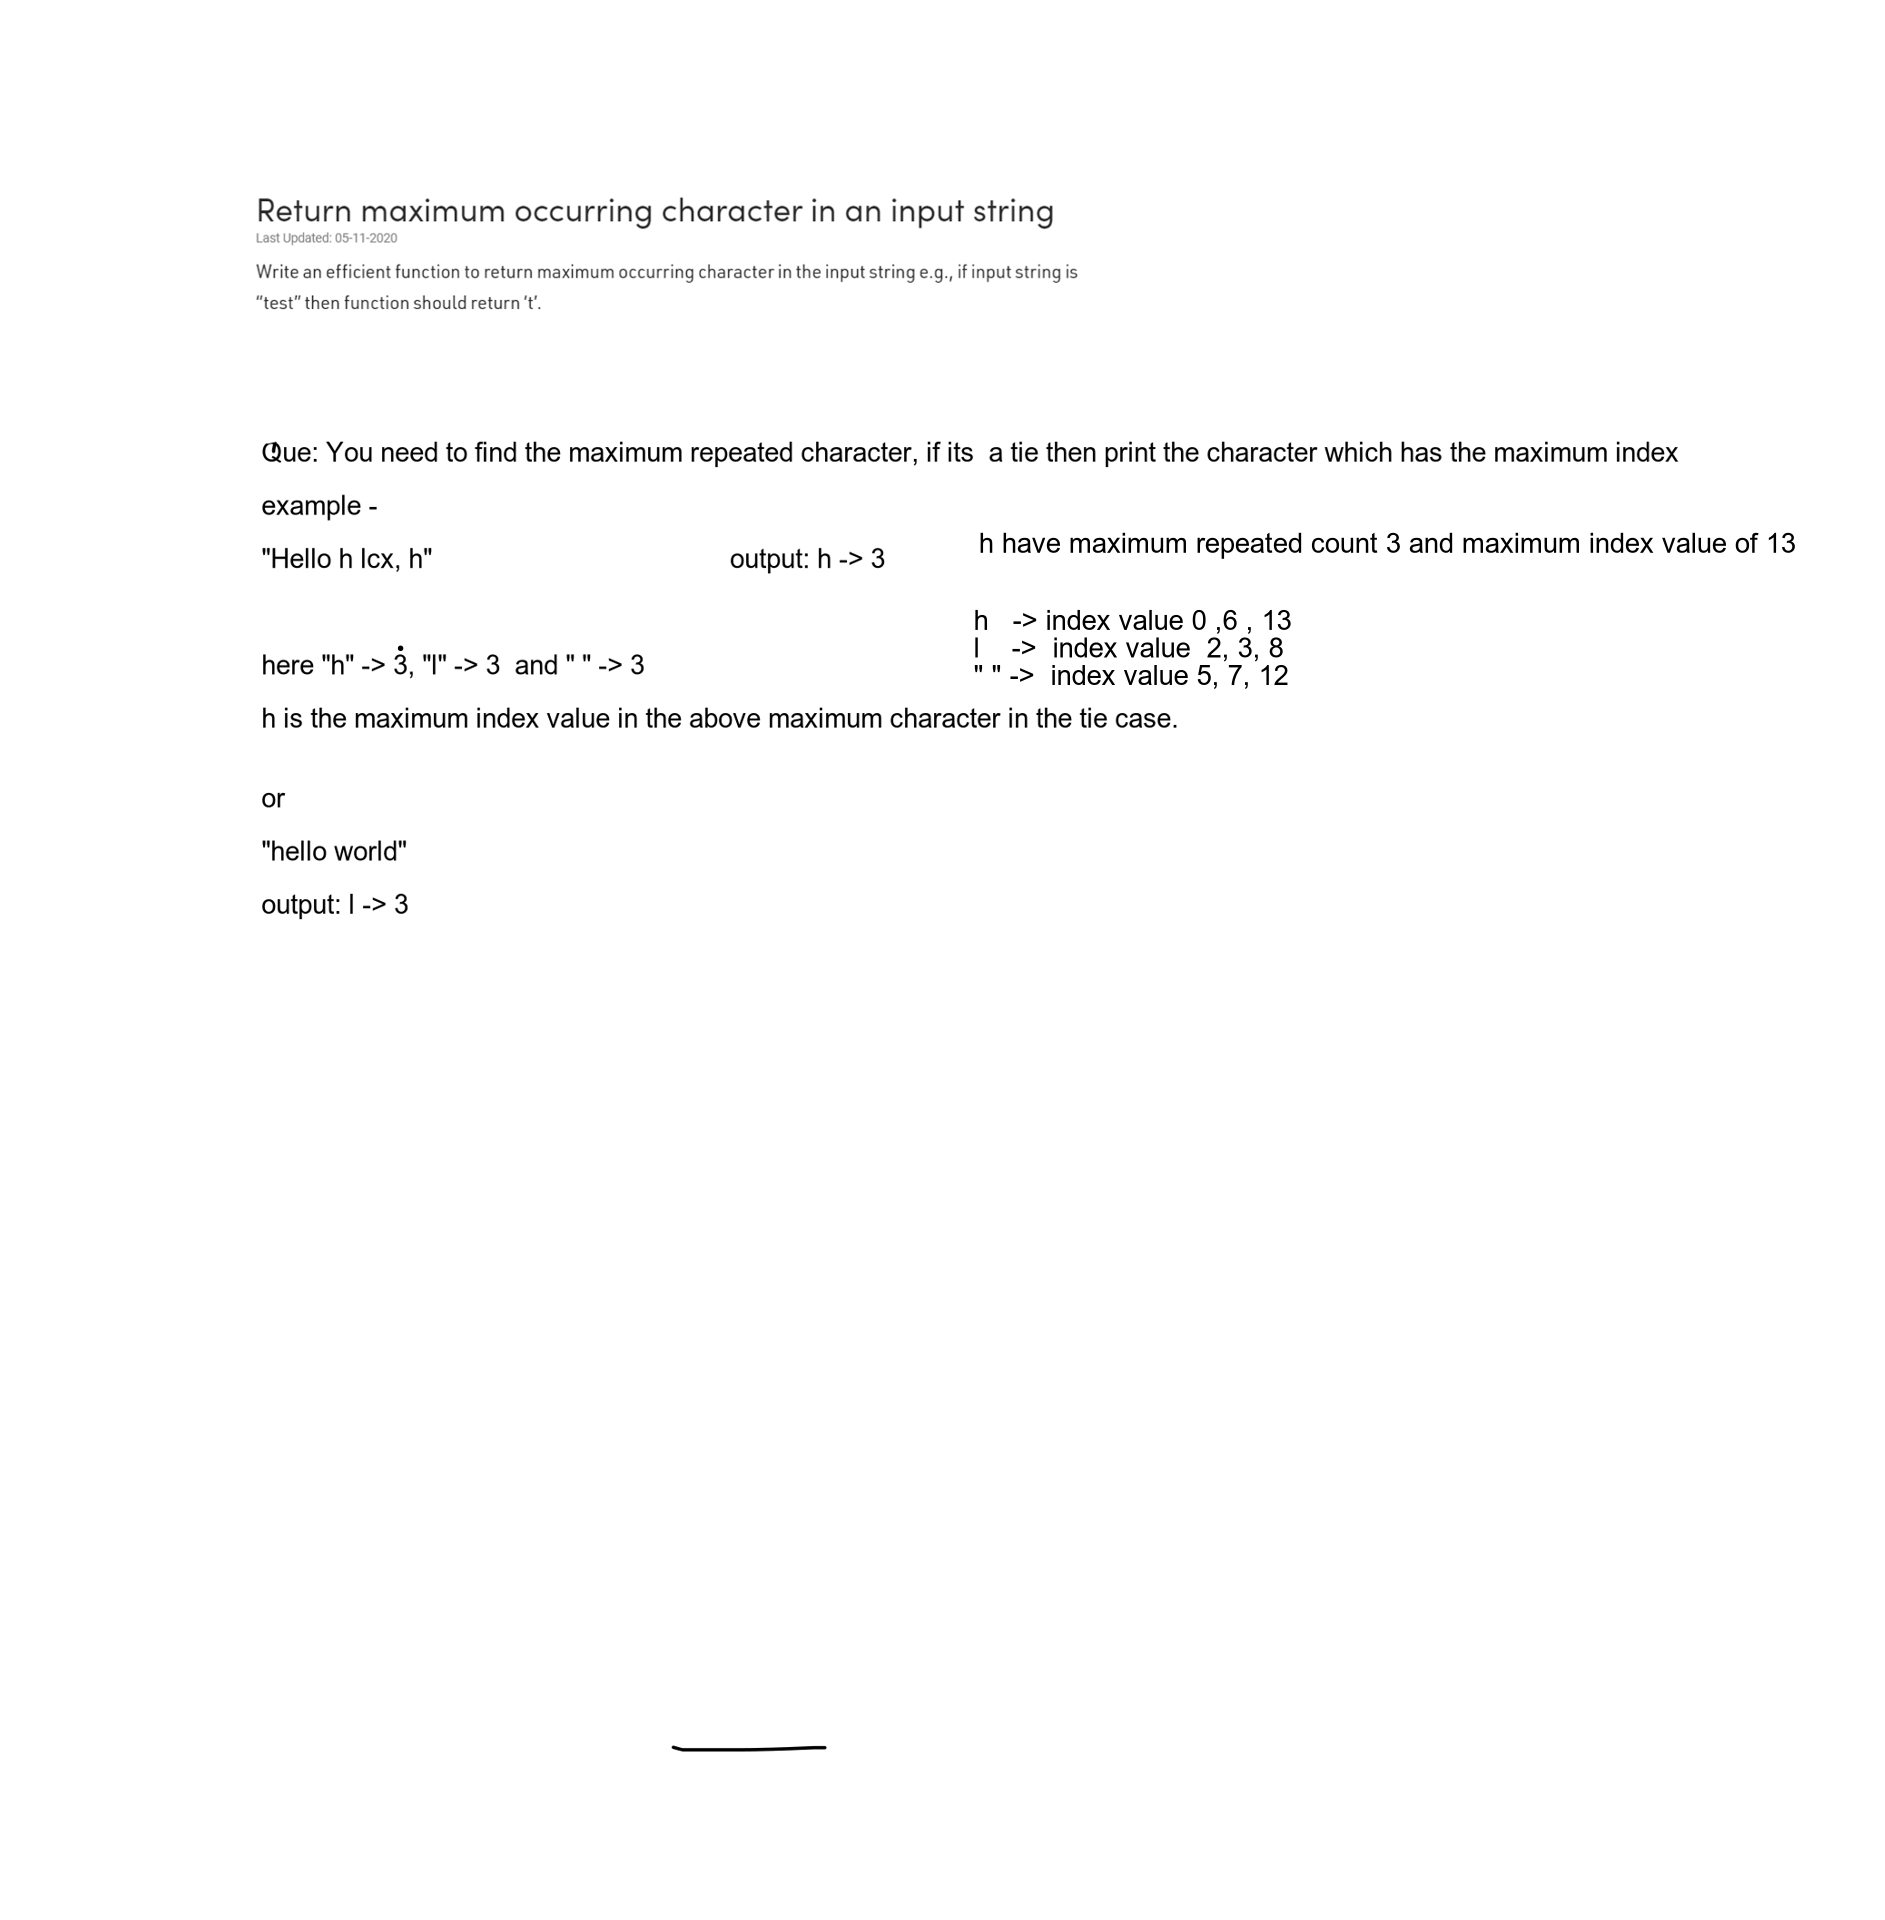 Return maximum occurring character in an input string
Last Updated: 05-11-2020
Write an efficient function to return maximum occurring character in the input string e.g., if input string is
“test” then function should return ‘t’.
Que: You need to find the maximum repeated character, if its  a tie then print the character which has the maximum index
example -
"Hello h lcx, h"
output: h -> 3
h have maximum repeated count 3 and maximum index value of 13
h   -> index value 0 ,6 , 13
l    ->  index value  2, 3, 8
" " ->  index value 5, 7, 12
here "h" -> 3, "l" -> 3  and " " -> 3
h is the maximum index value in the above maximum character in the tie case.
or
"hello world"
output: l -> 3